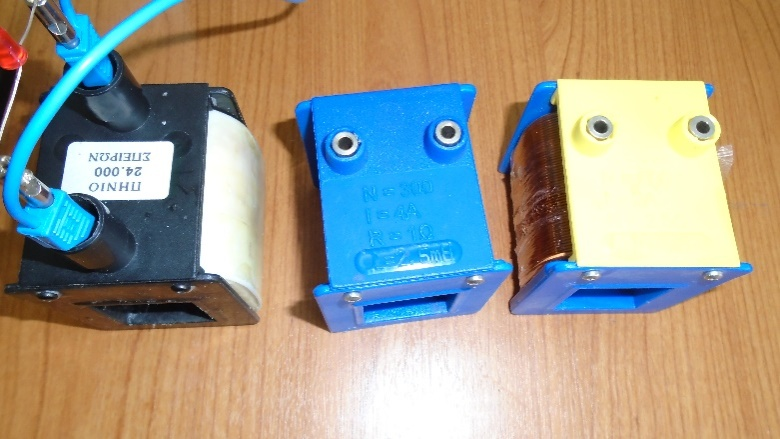 ΠΗΝΙΟ
24.000
ΣΠΕΙΡΩΝ
N = 300
I = 4A
R = 1Ω